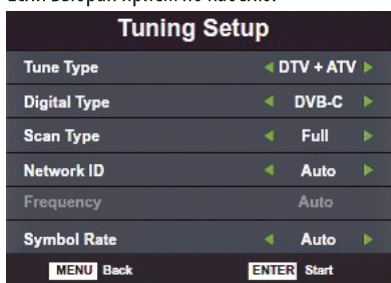 Tuning Setup
Tune Type DTV + ATV
Digital Type DVB-C
Scan Type Full
Network ID Auto
Frequency Auto
Symbol Rate Auto
MENU Back ENTER Start